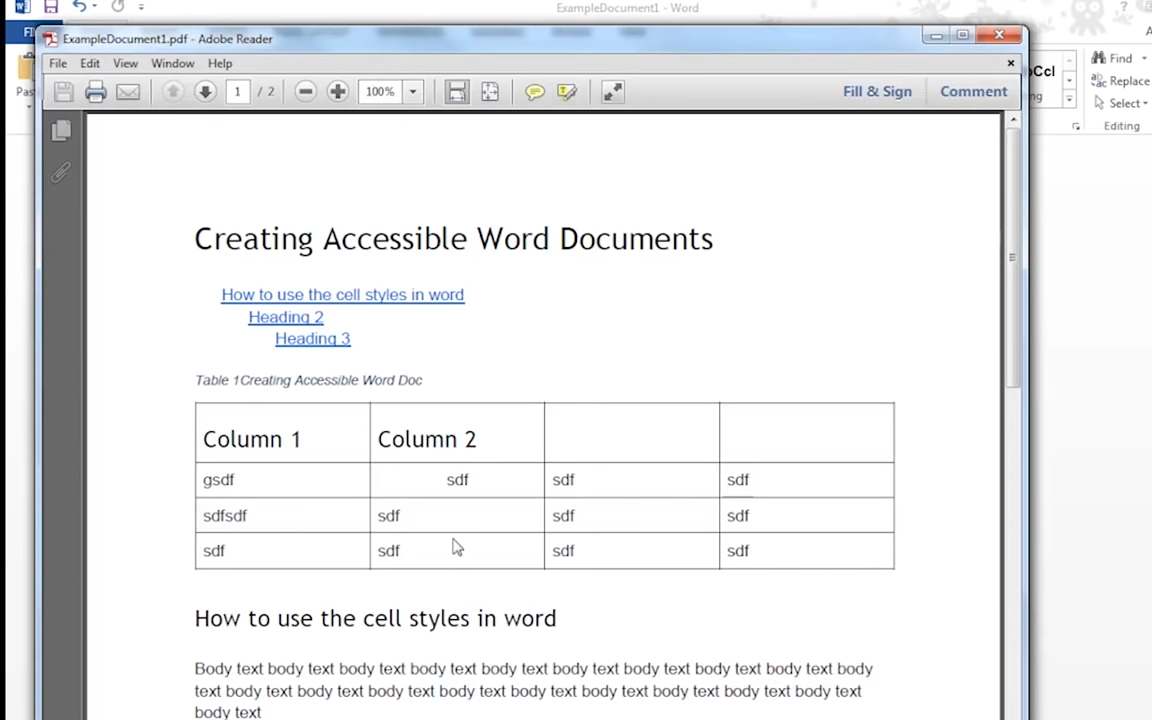 ExampleDocument1 - Word
ExampleDocument1.pdf - Adobe Reader
File Edit View Window Help
1 / 2 100% Fill & Sign Comment
Find
Replace
Select
Editing
Creating Accessible Word Documents
How to use the cell styles in word
Heading 2
Heading 3
Table 1Creating Accessible Word Doc
Column 1 Column 2
gsdf sdf sdf sdf
sdfsdf sdf sdf sdf
sdf sdf sdf sdf
How to use the cell styles in word
Body text body text body text body text body text body text body text body text body text body
text body text body text body text body text body text body text body text body text body text
body text